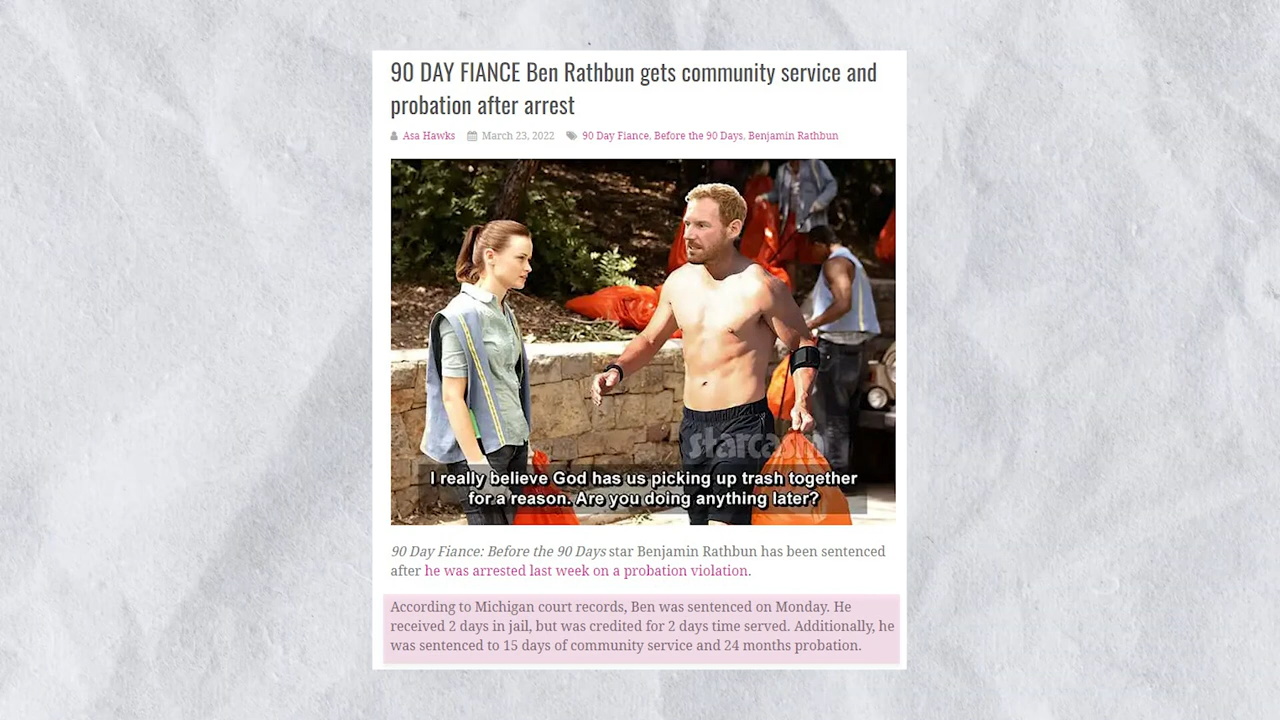 90 DAY FIANCE Ben Rathbun gets community service and
probation after arrest
Asa Hawks March 23, 2022 90 Day Fiance, Before the 90 Days, Benjamin Rathbun
starcasm
I really believe God has us picking up trash together
for a reason. Are you doing anything later?
90 Day Fiance: Before the 90 Days star Benjamin Rathbun has been sentenced
after he was arrested last week on a probation violation.
According to Michigan court records, Ben was sentenced on Monday. He
received 2 days in jail, but was credited for 2 days time served. Additionally, he
was sentenced to 15 days of community service and 24 months probation.